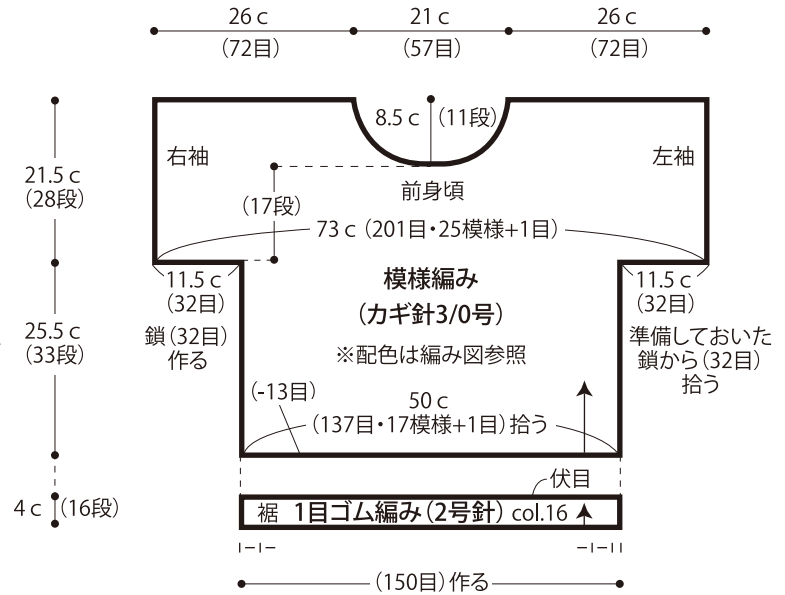 26 c
(72目)
21 c
(57目)
26 c
(72目)
8.5 c (11段)
右袖
左袖
21.5 c
(28段)
前身頃
(17段)
73 c (201目・25模様+1目)
11.5 c
(32目)
11.5 c
(32目)
模様編み
(カギ針3/0号)
鎖(32目)
作る
準備しておいた
鎖から(32目)
拾う
25.5 c
(33段)
※配色は編み図参照
(-13目)
50 c
(137目・17模様+1目)拾う
伏目
4 c (16段)
裾 1目ゴム編み(2号針) col.16
(150目)作る